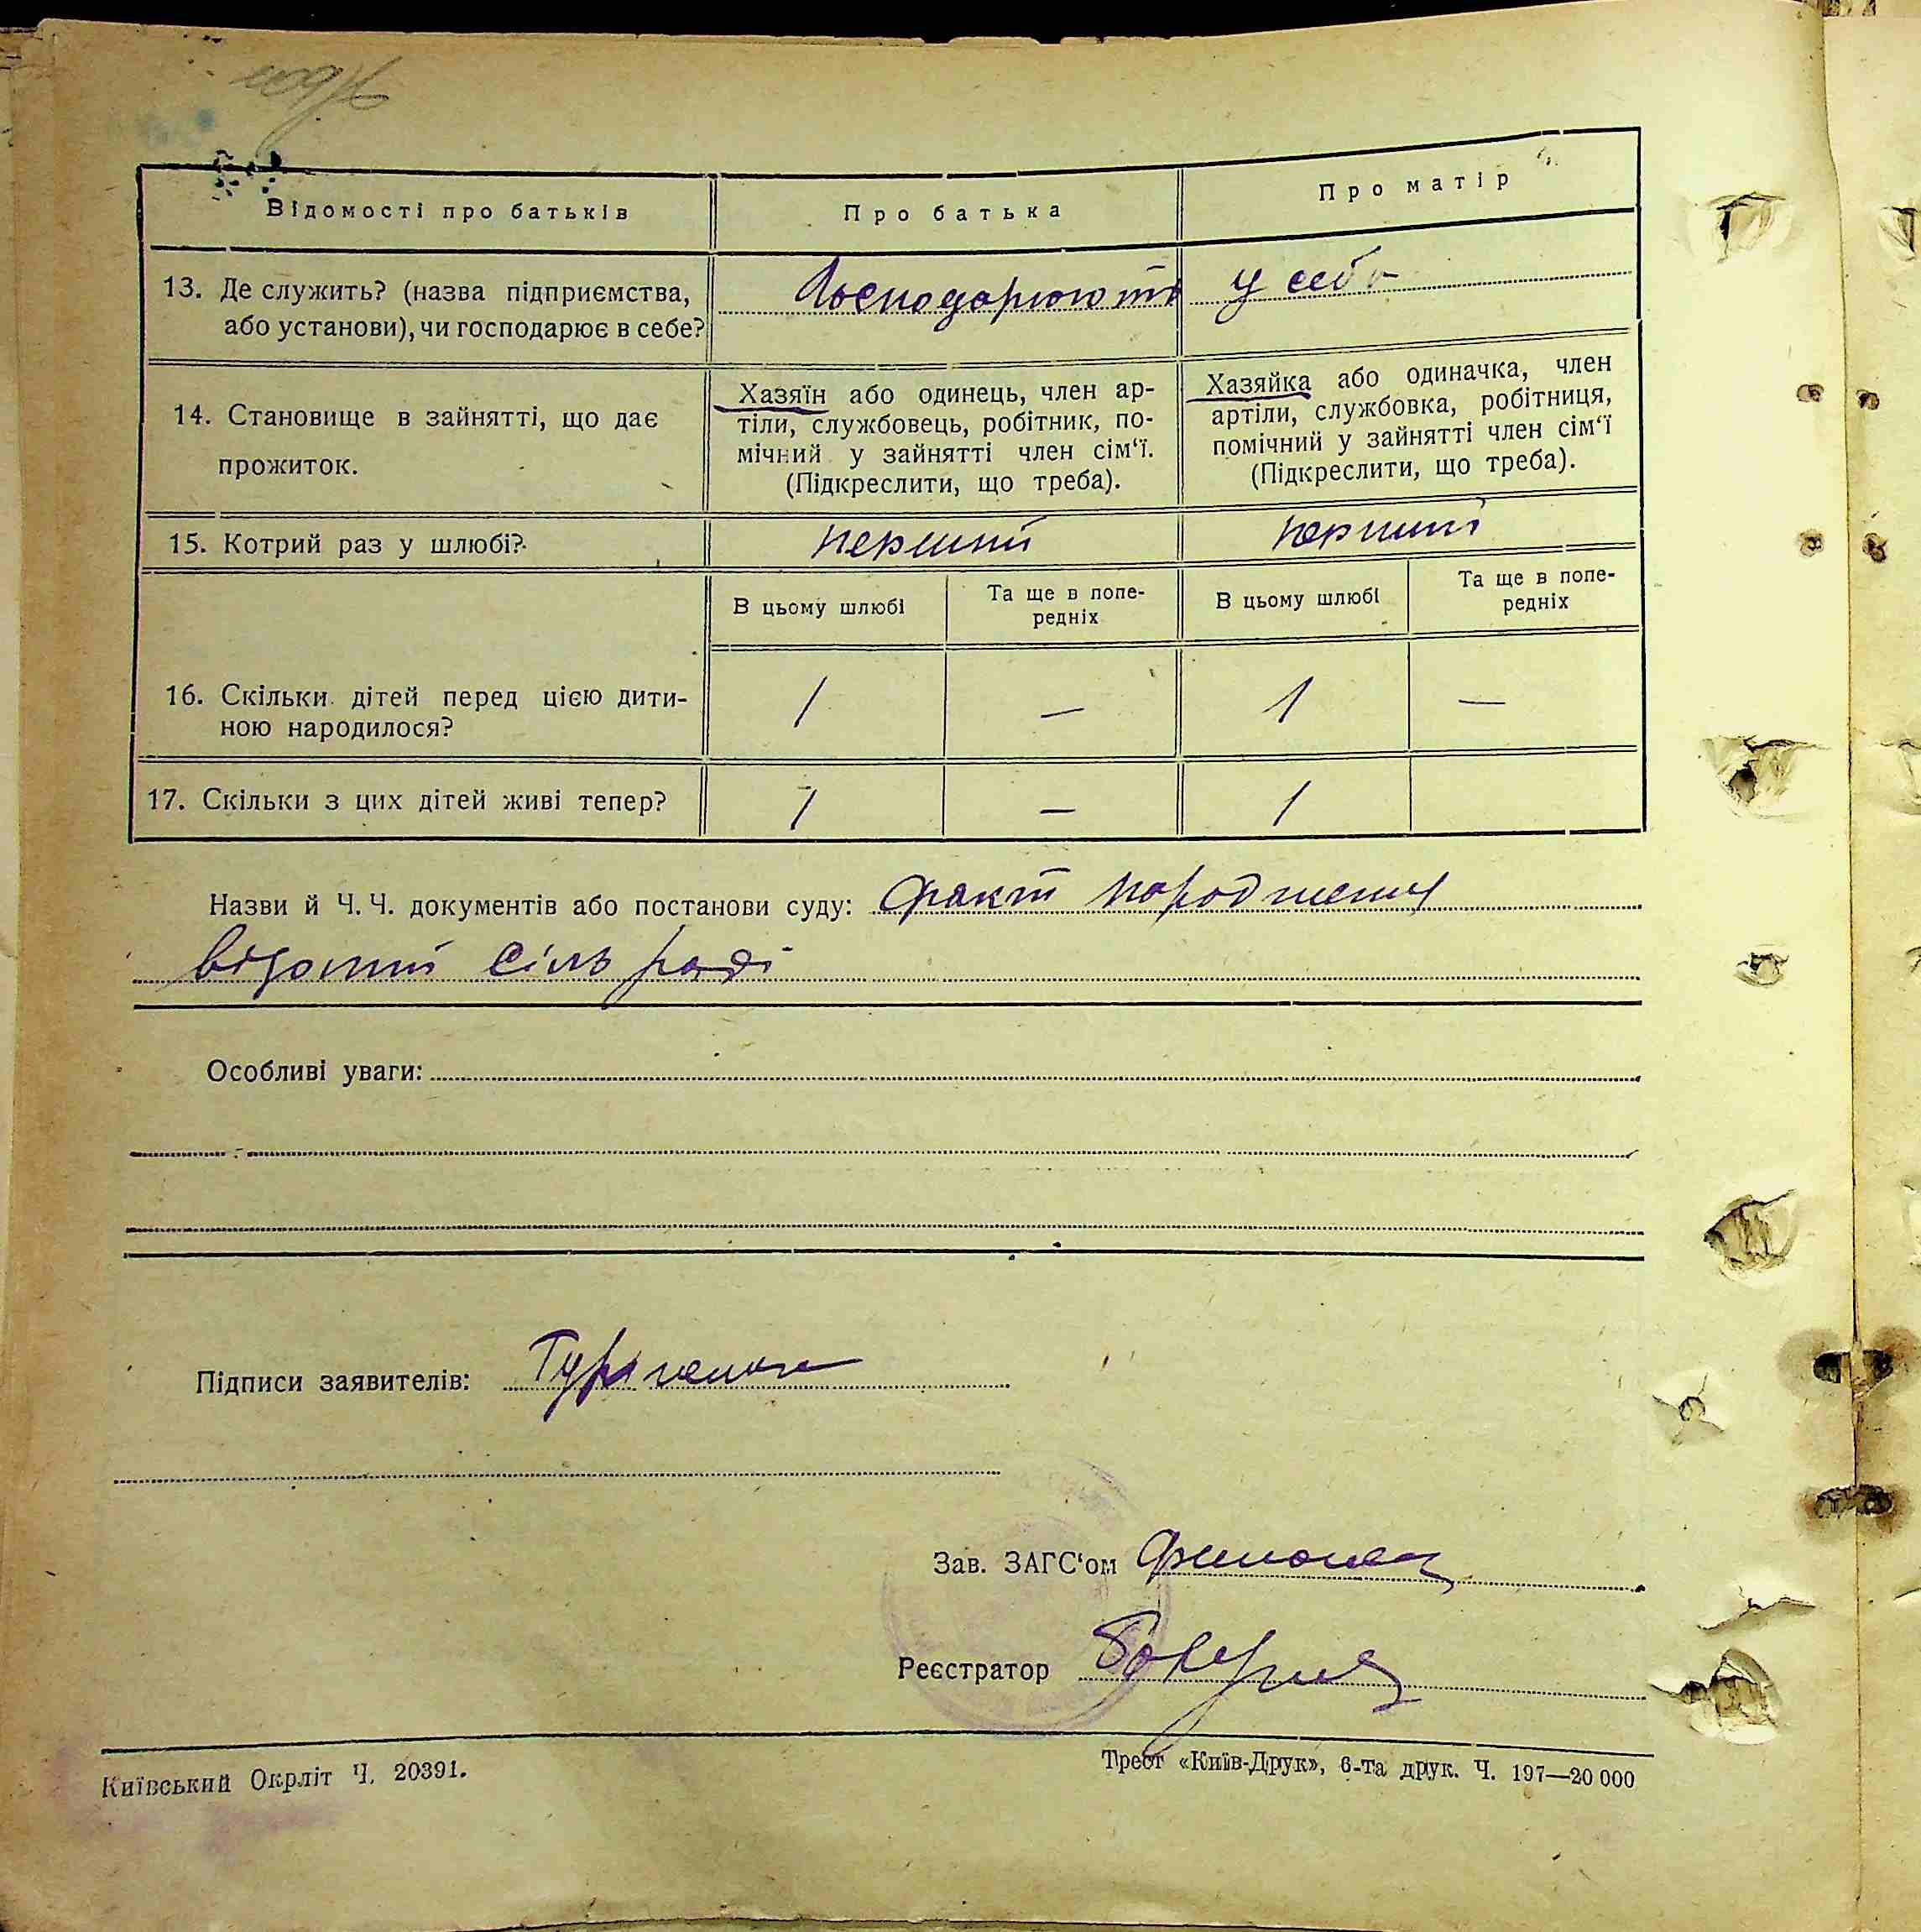 Відомості про батьків Про батька Про матір
13. Де служить? (назва підприємства, або установи), чи господарює в себе? Господарюють у себе
14. Становище в зайнятті, що дає прожиток.
Хазяїн або одинець, член ар-
тіли, службовець, робітник, по-
мічний у зайнятті член сім‘ї.
(Підкреслити, що треба).
Хазяйка або одиначка, член
артіли, службовка, робітниця,
помічний у зайнятті член сім‘ї
(Підкреслити, що треба).
15. Котрий раз у шлюбі? перший перший
В цьому шлюбі Та ще в попе-
редніх В цьому шлюбі Та ще в попе-
редніх
16. Скільки дітей перед цією дити-
ною народилося? 1 — 1 —
17. Скільки з цих дітей живі тепер? 1 — 1
Назви й Ч. Ч. документів або постанови суду: факт народження
відомий сільраді
Особливі уваги:
Підписи заявителів:
Зав. ЗАГС‘ом
Реєстратор
Київський Окрліт Ч. 20391.
Трест «Київ-Друк», 6-та друк. Ч. 197—20 000